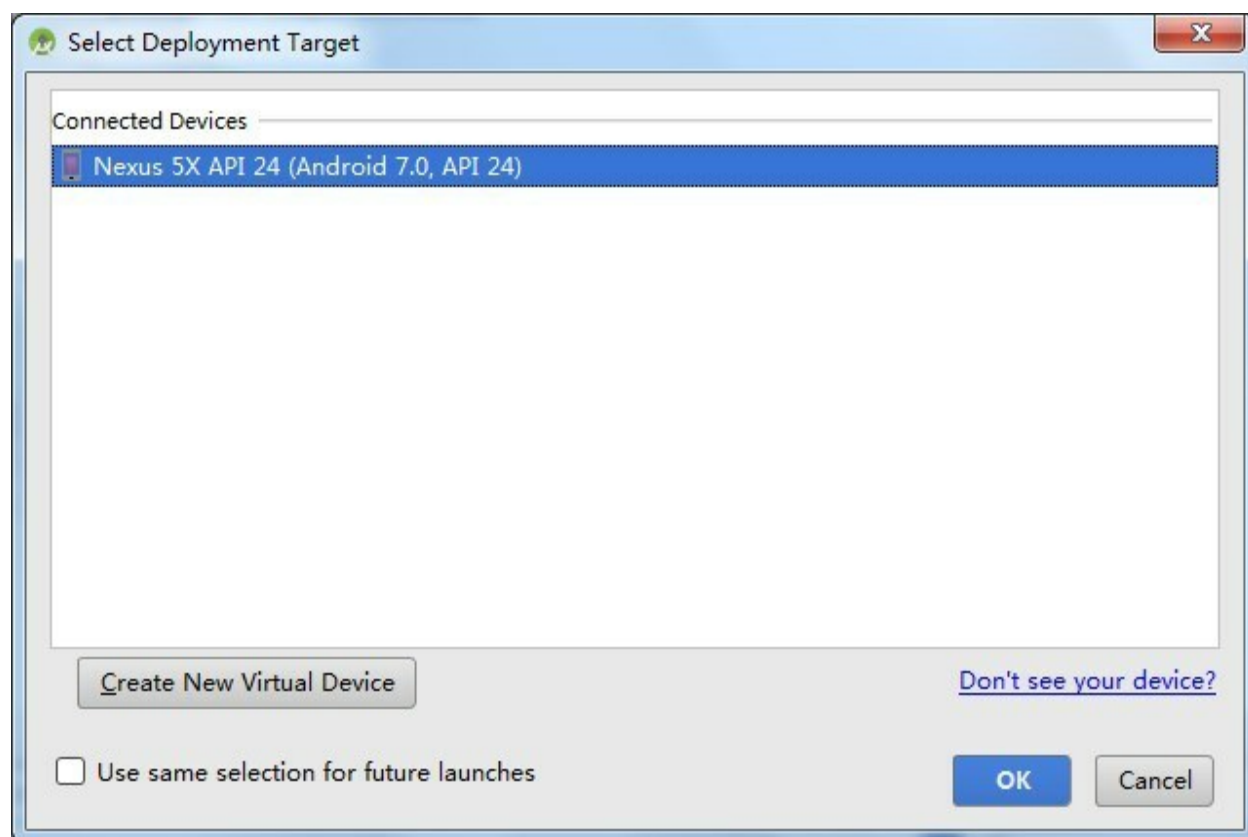 Select Deployment Target
Connected Devices
Nexus 5X API 24 (Android 7.0, API 24)
Create New Virtual Device
Don't see your device?
Use same selection for future launches
OK
Cancel